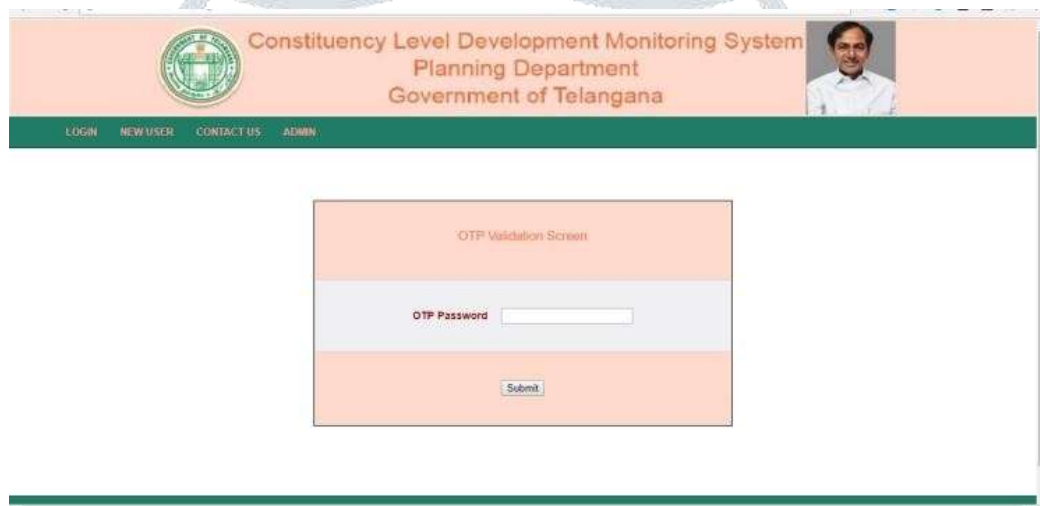 Constituency Level Development Monitoring System
Planning Department
Government of Telangana
LOGIN NEW USER CONTACT US ADMIN
OTP Validation Screen
OTP Password
Submit